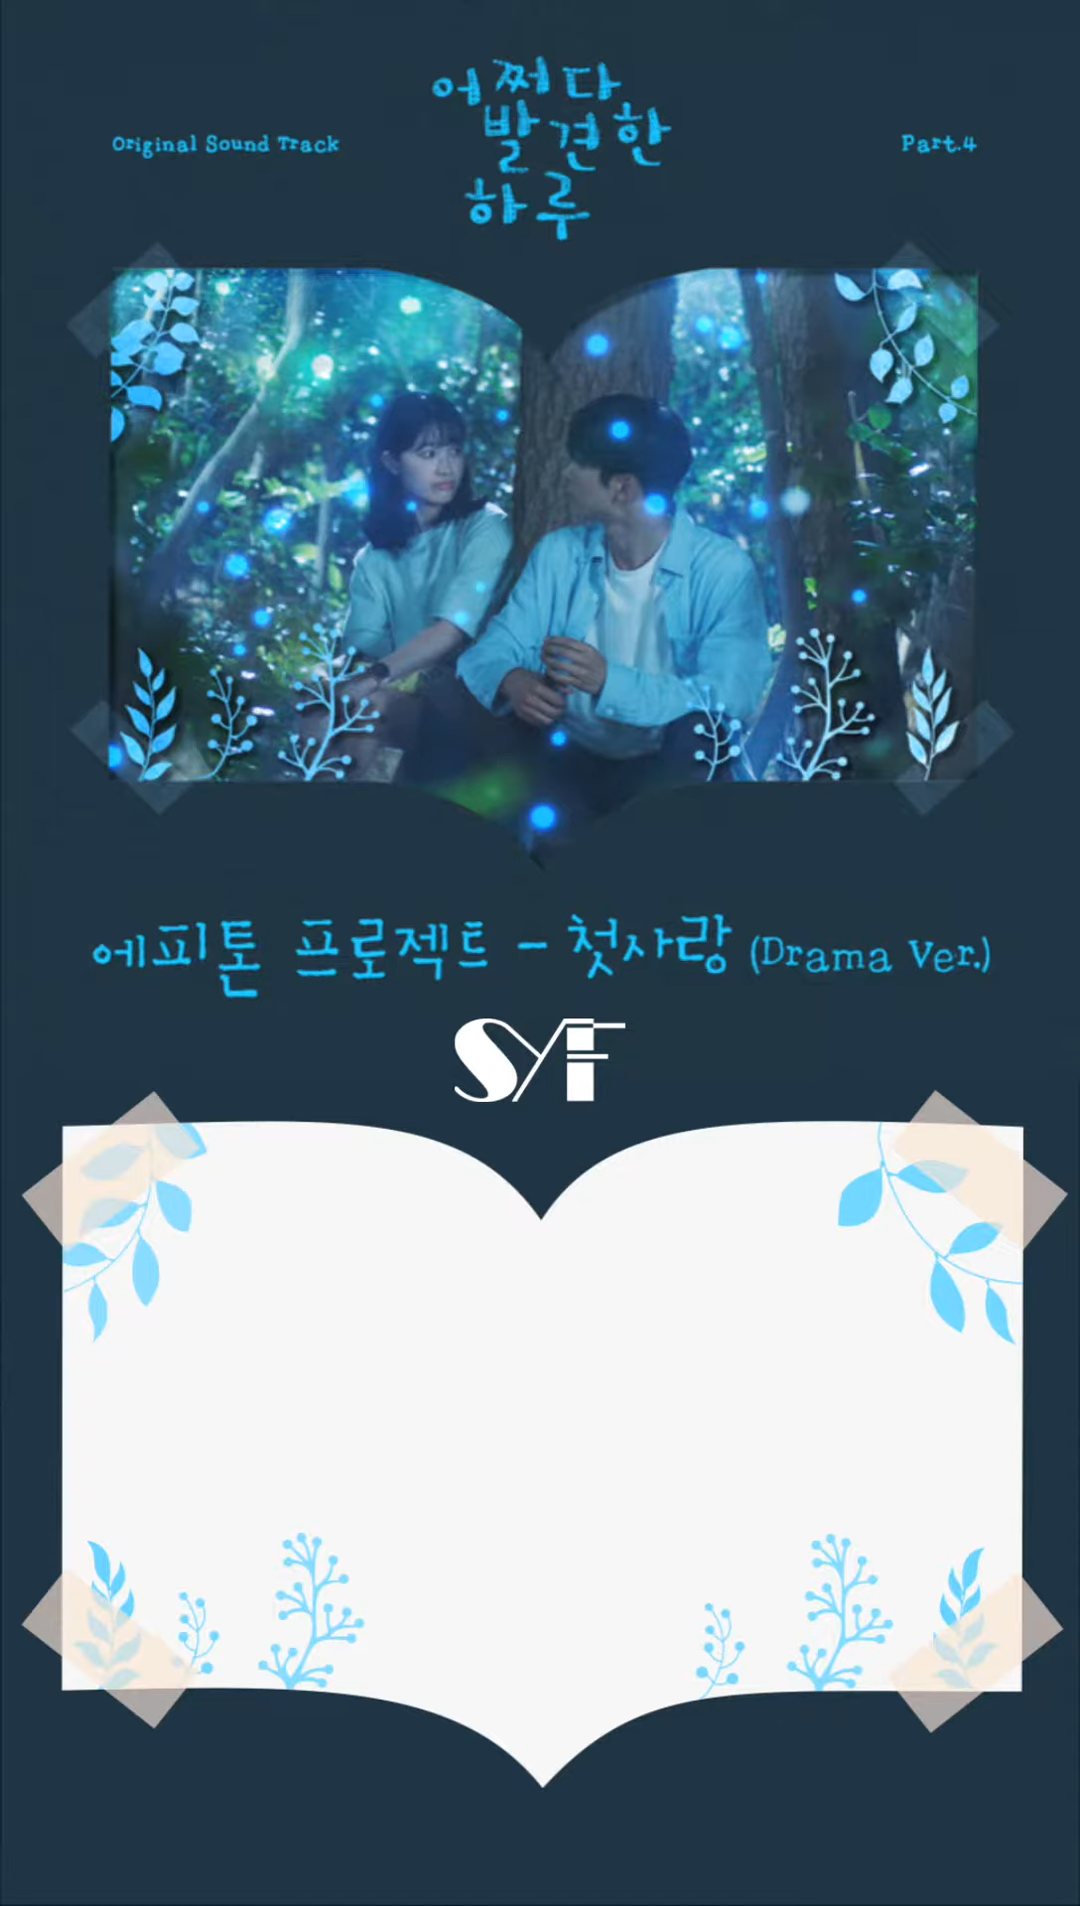 어쩌다
발견한
하루
Original Sound Track
Part.4
에피톤 프로젝트 - 첫사랑 (Drama Ver.)
SYF